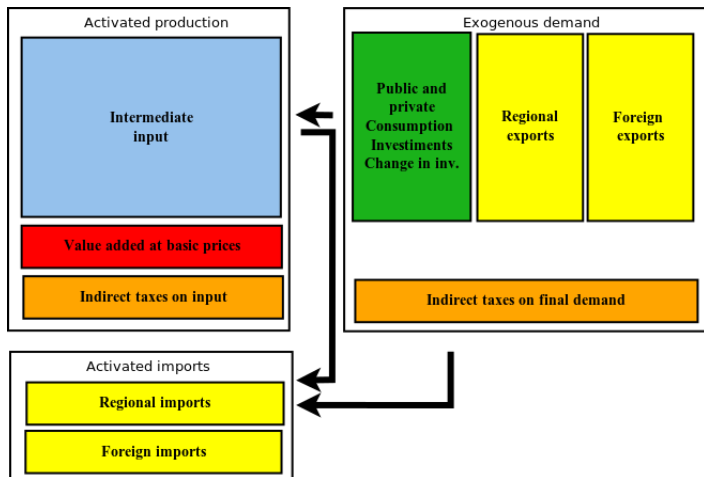 Activated production
Intermediate
input
Value added at basic prices
Indirect taxes on input
Exogenous demand
Public and
private
Consumption
Investiments
Change in inv.
Regional
exports
Foreign
exports
Indirect taxes on final demand
Activated imports
Regional imports
Foreign imports